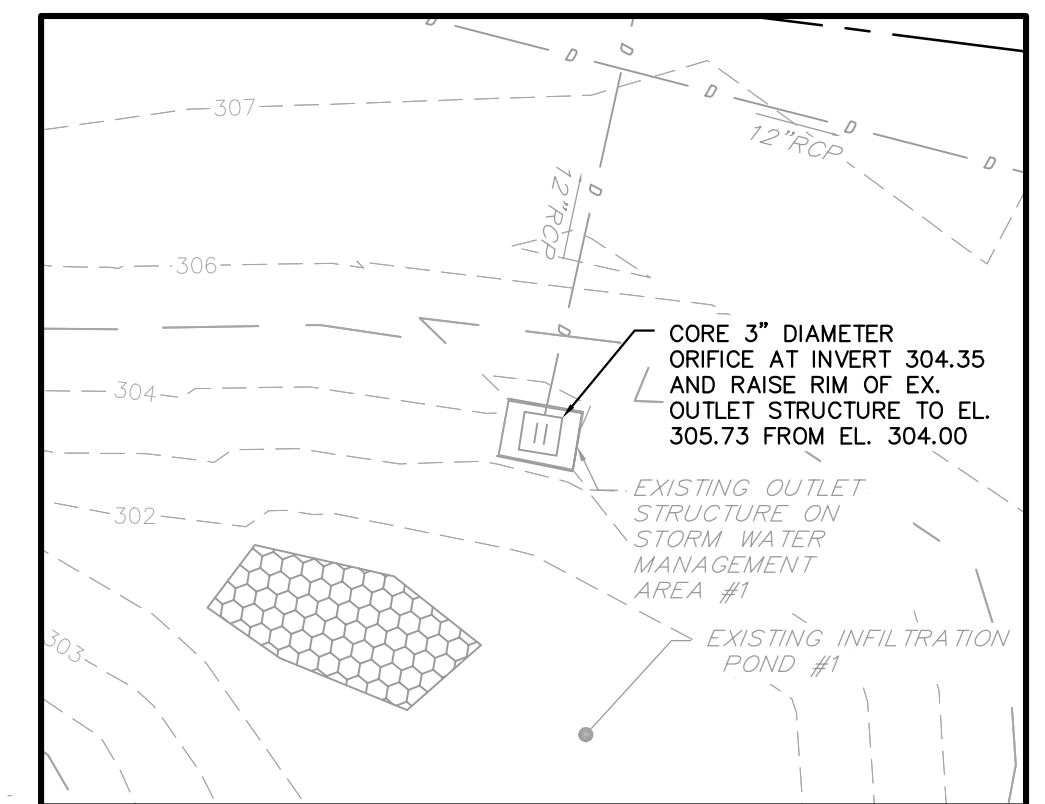 D
D
D
D
D
D
D
D
307
12"RCP
12"RCP
306
304
302
303
CORE 3" DIAMETER
ORIFICE AT INVERT 304.35
AND RAISE RIM OF EX.
OUTLET STRUCTURE TO EL.
305.73 FROM EL. 304.00
EXISTING OUTLET
STRUCTURE ON
STORM WATER
MANAGEMENT
AREA #1
EXISTING INFILTRATION
POND #1